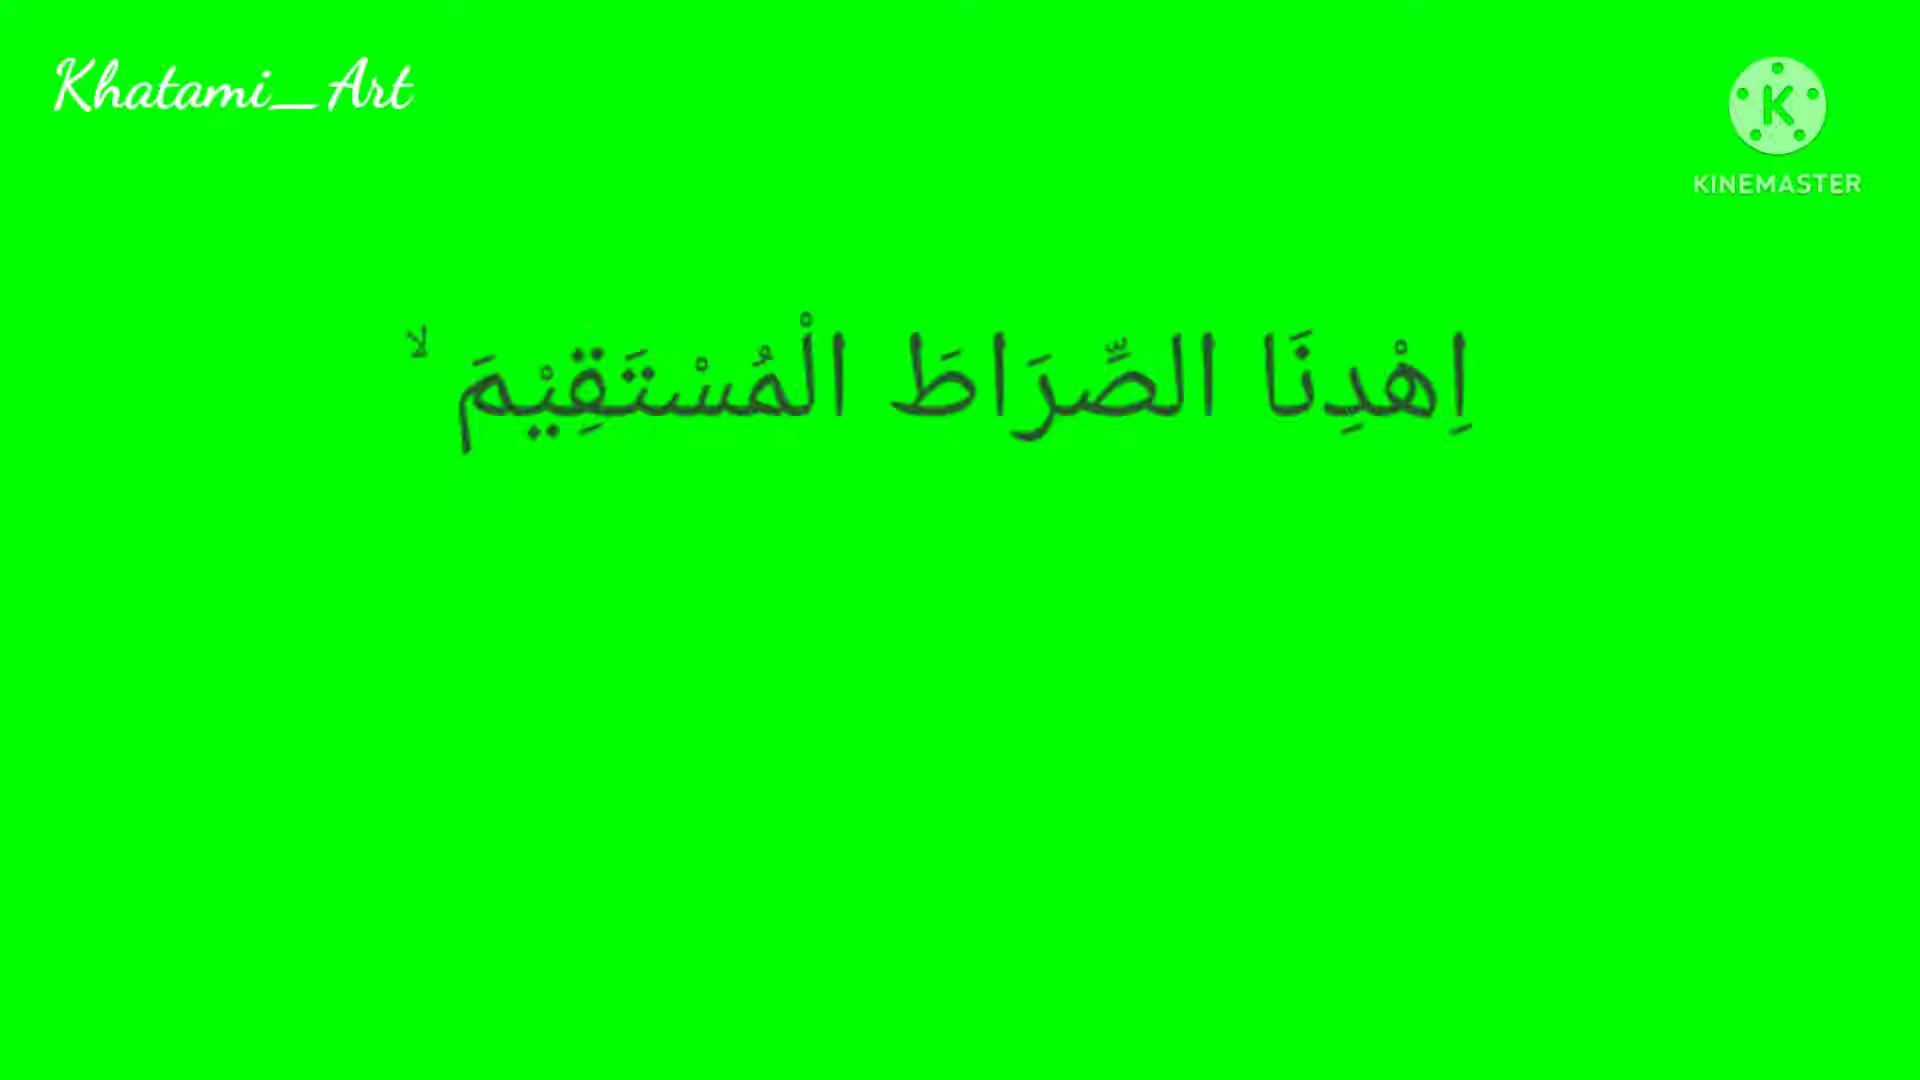 Khatami_Art
K
KINEMASTER
اِهْدِنَا الصِّرَاطَ الْمُسْتَقِيْمَ ۙ